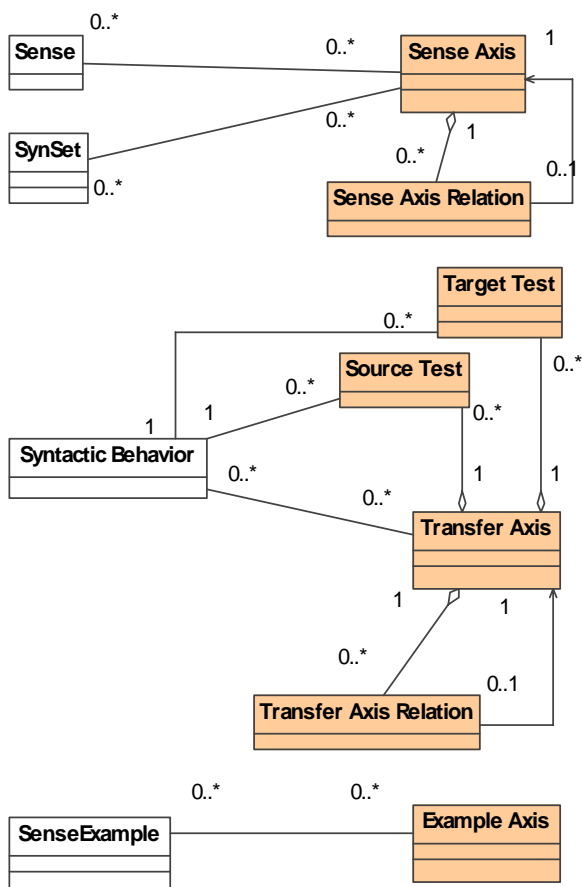 0..*
0..*
1
Sense
Sense Axis
0..*
1
SynSet
0..*
0..1
0..*
Sense Axis Relation
Target Test
0..*
0..*
Source Test
0..*
0..*
1
1
Syntactic Behavior
0..*
1
1
0..*
Transfer Axis
1
1
0..*
0..1
Transfer Axis Relation
0..*
0..*
SenseExample
Example Axis